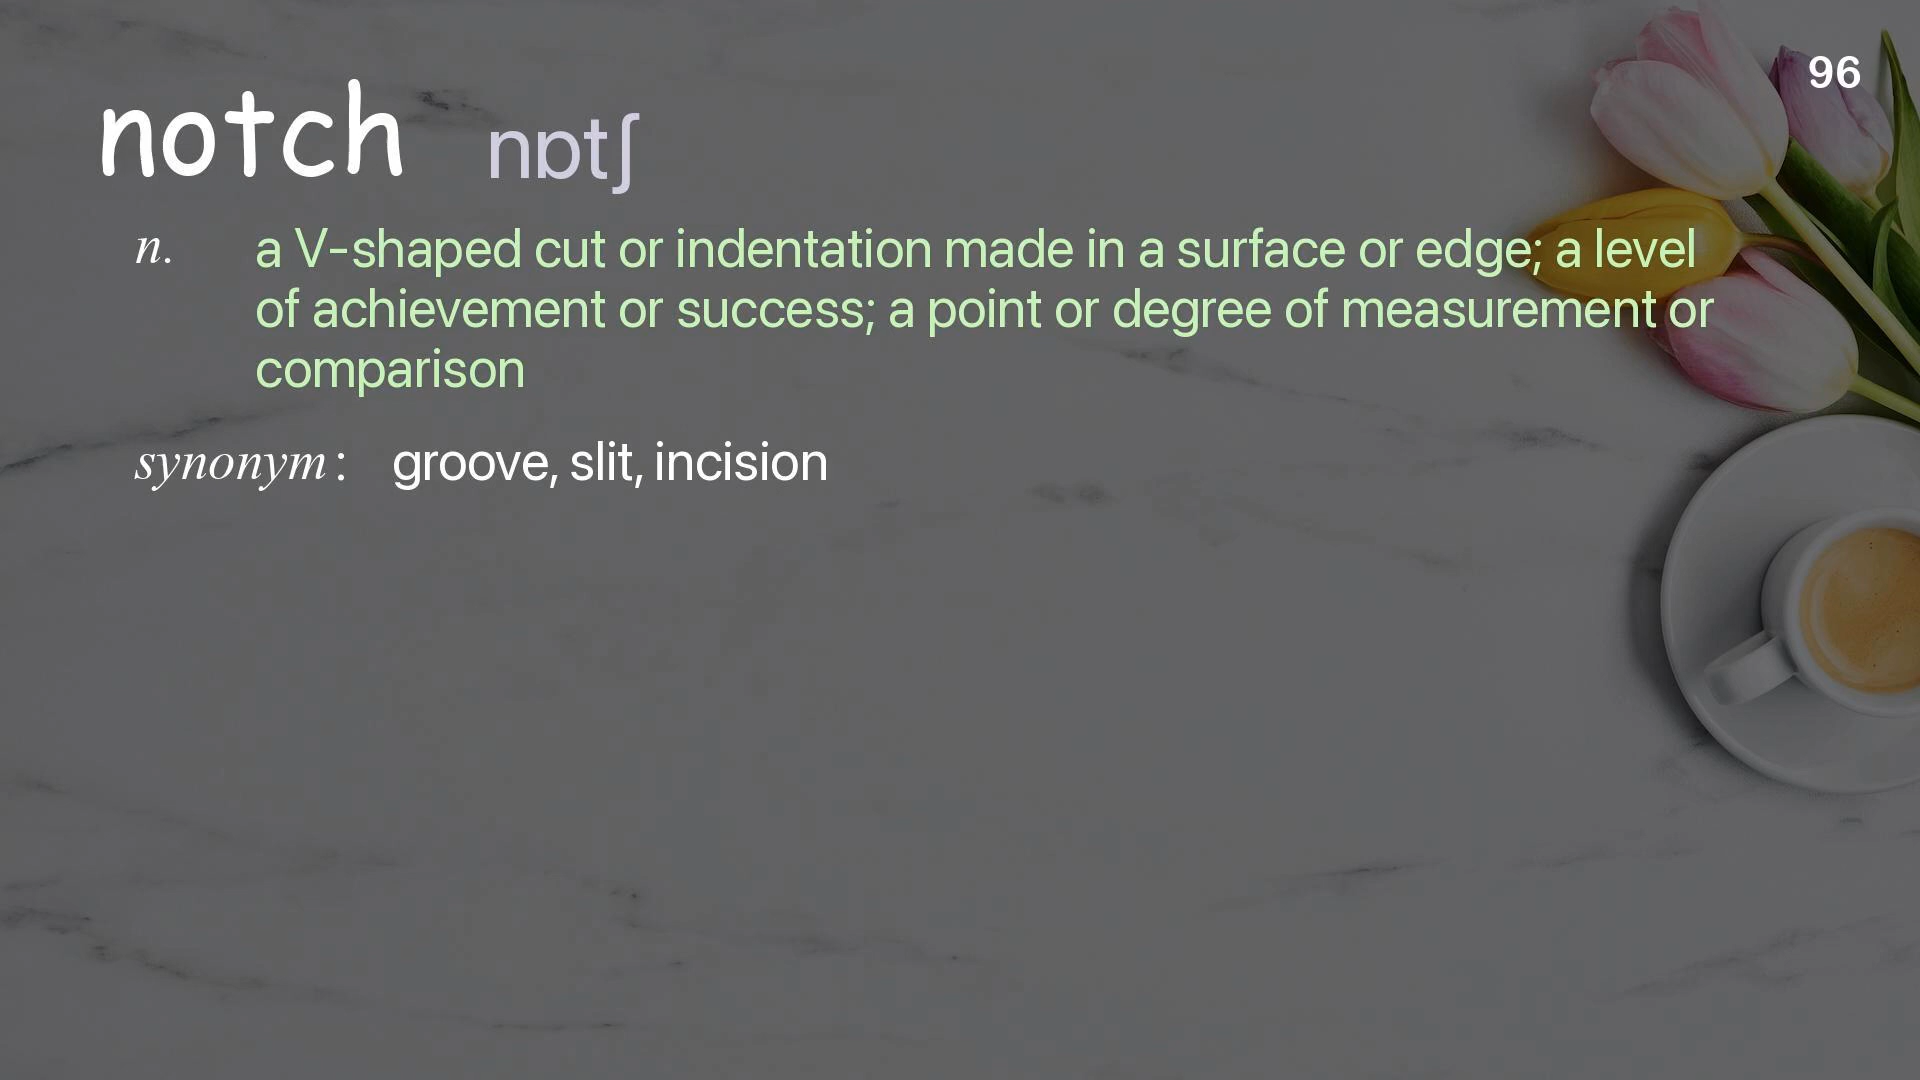 96
notch nɒtʃ
n. a V-shaped cut or indentation made in a surface or edge; a level
of achievement or success; a point or degree of measurement or
comparison
synonym: groove, slit, incision